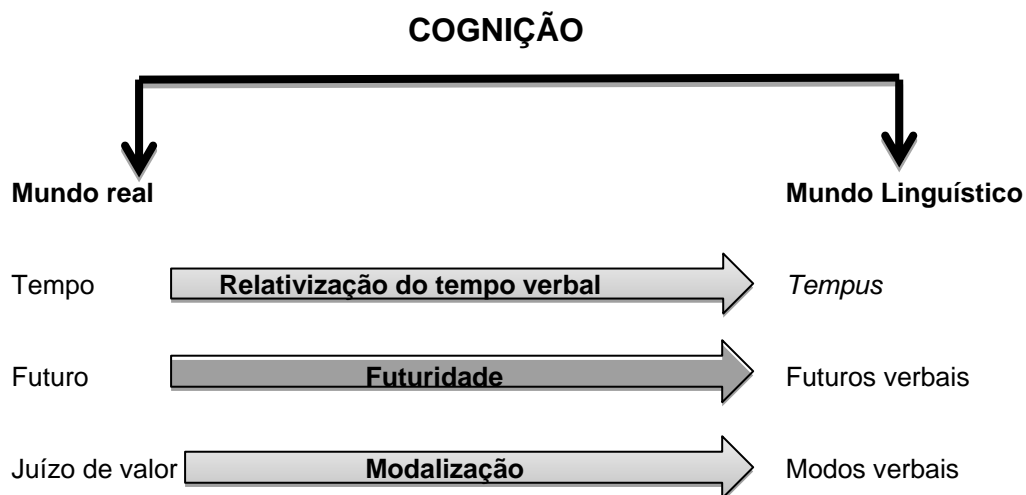 COGNIÇÃO
Mundo real Mundo Linguístico
Tempo Relativização do tempo verbal Tempus
Futuro Futuridade Futuros verbais
Juízo de valor Modalização Modos verbais